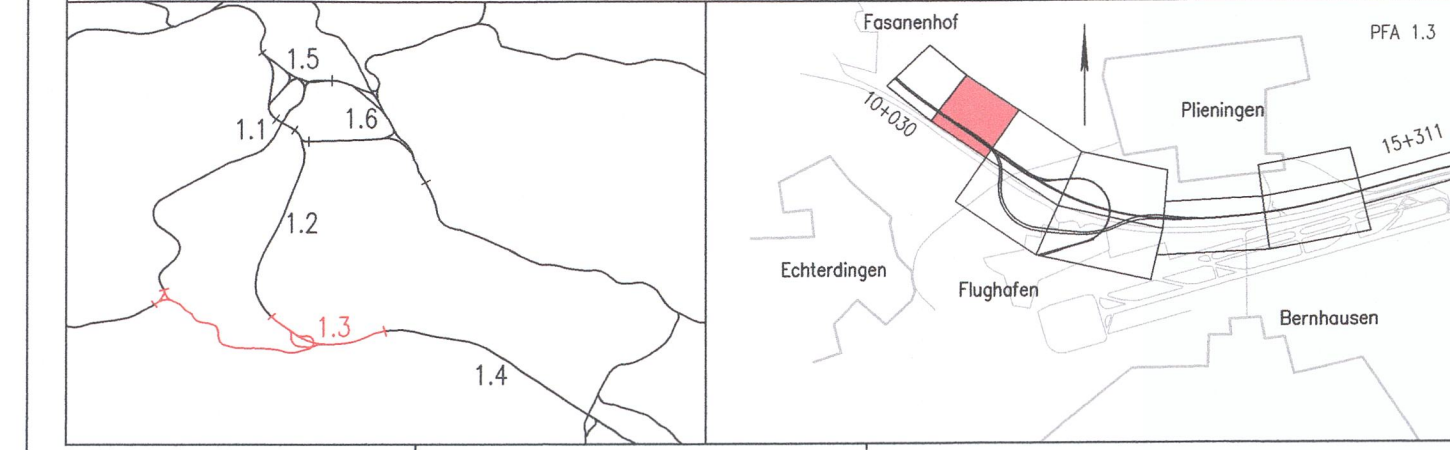 1.5
1.6
1.1
1.2
1.3
1.4
Fasanenhof
PFA 1.3
10+030
Plieningen
15+311
Echterdingen
Flughafen
Bernhausen